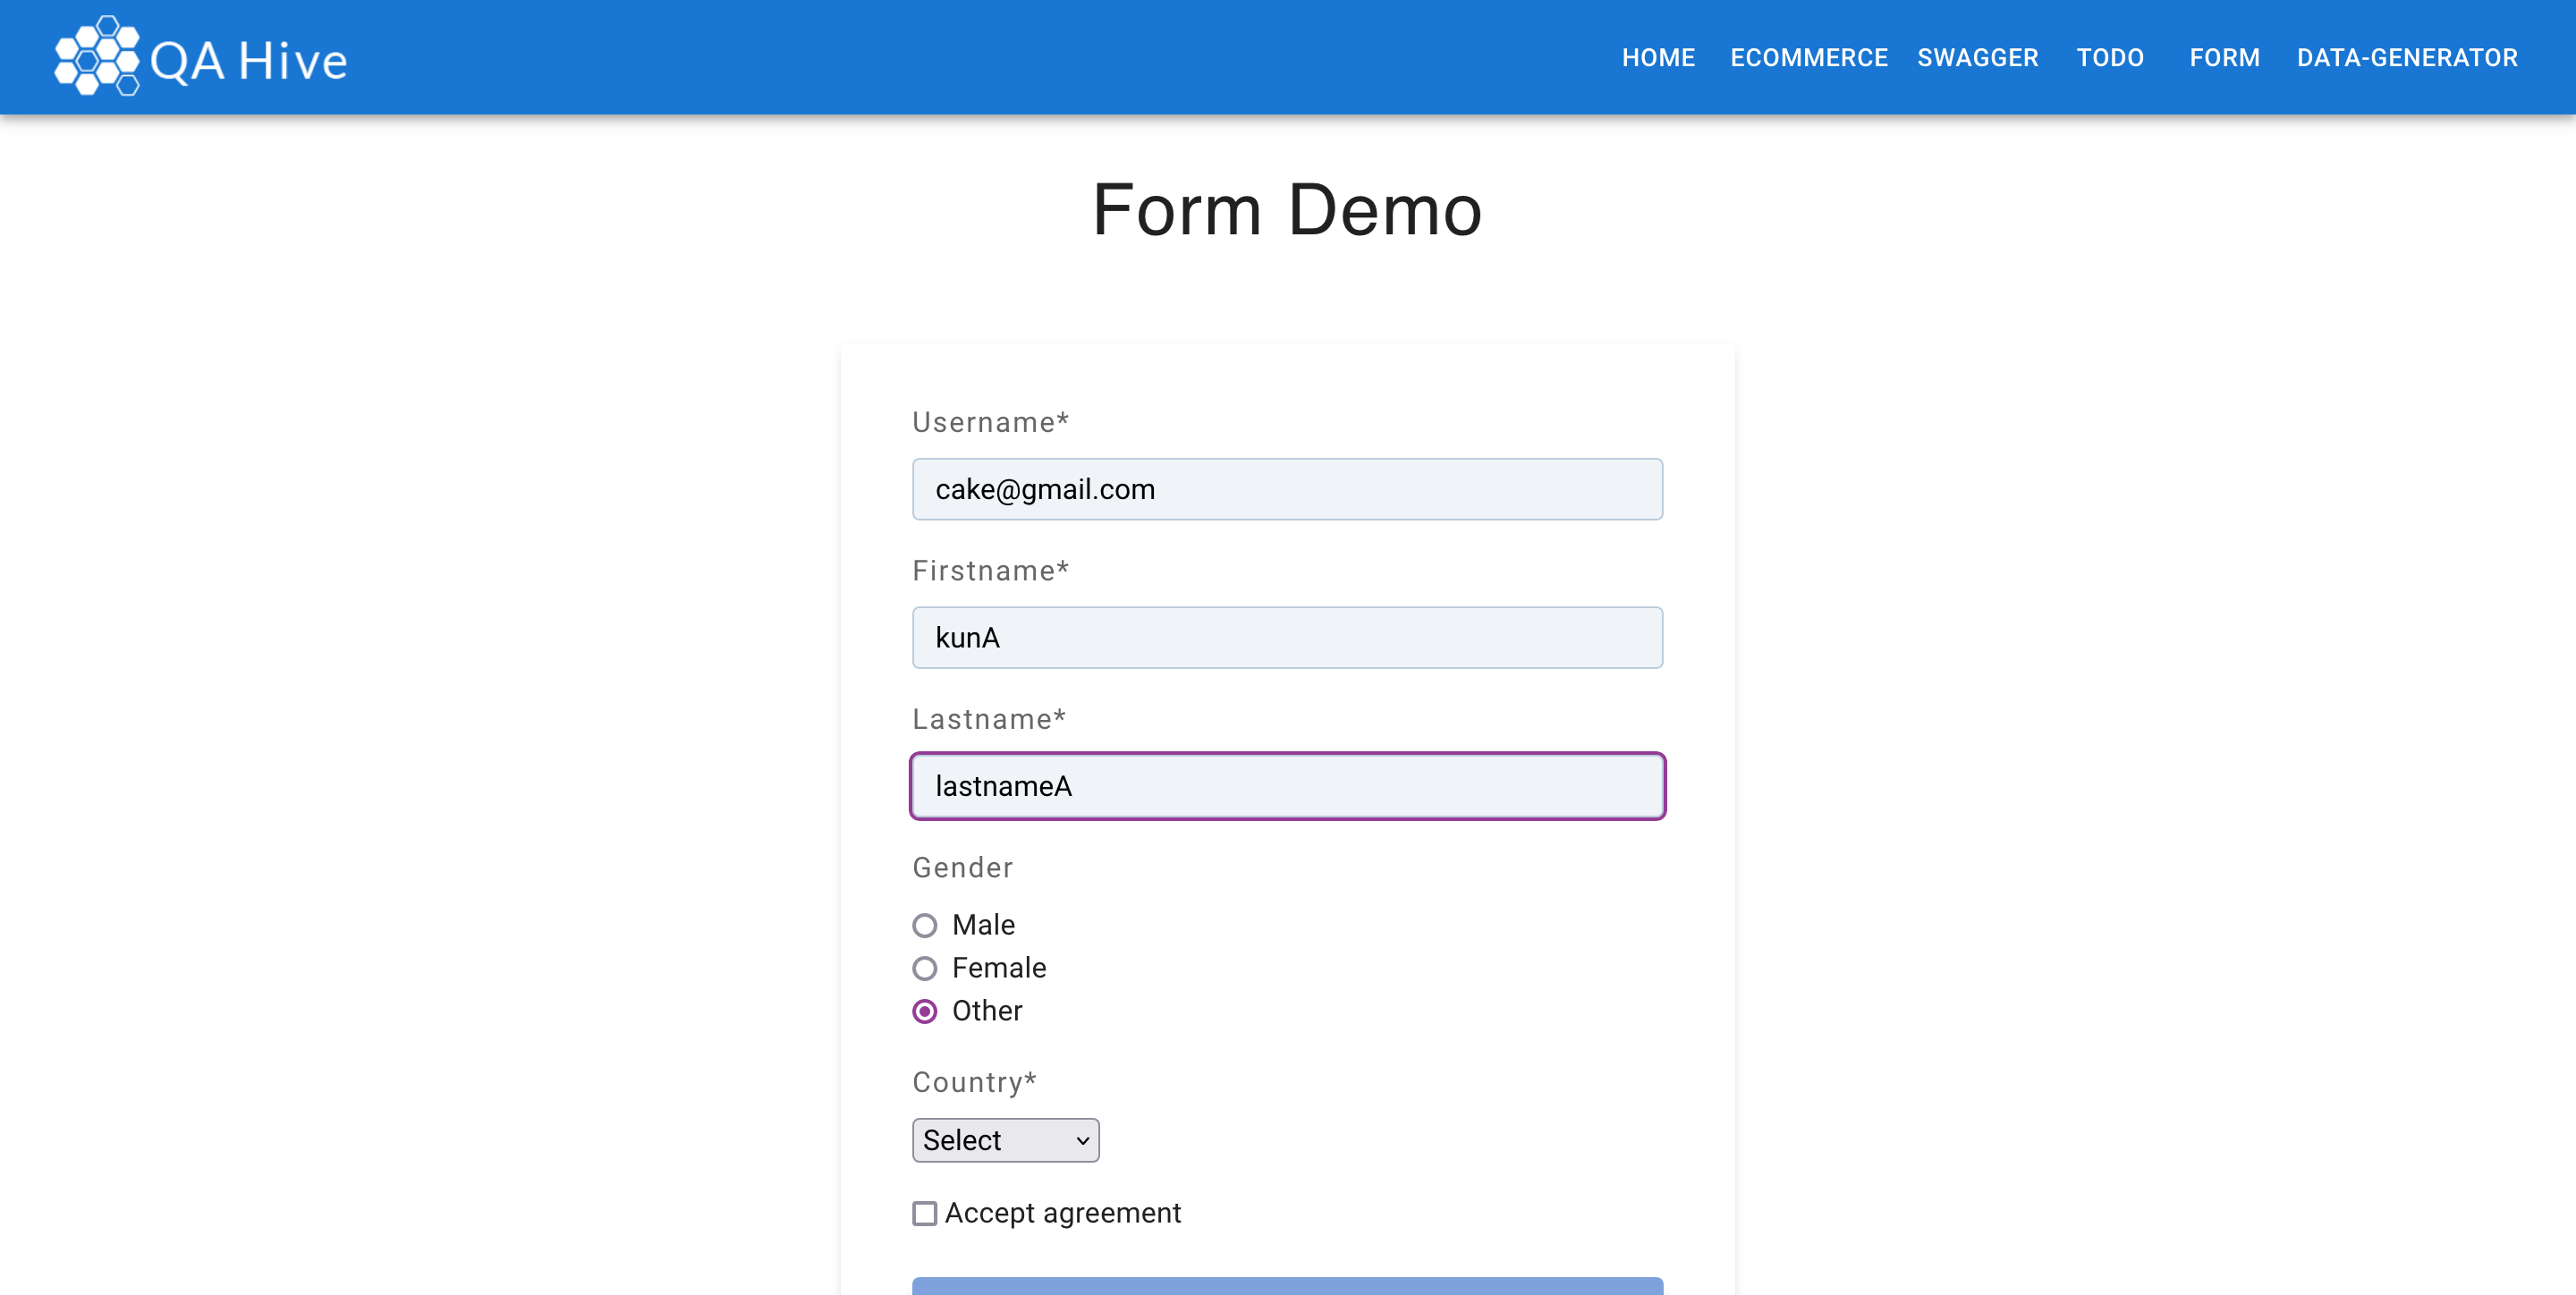 QA Hive
HOME ECOMMERCE SWAGGER TODO FORM DATA-GENERATOR
Form Demo
Username*
cake@gmail.com
Firstname*
kunA
Lastname*
lastnameA
Gender
Male
Female
Other
Country*
Select
Accept agreement